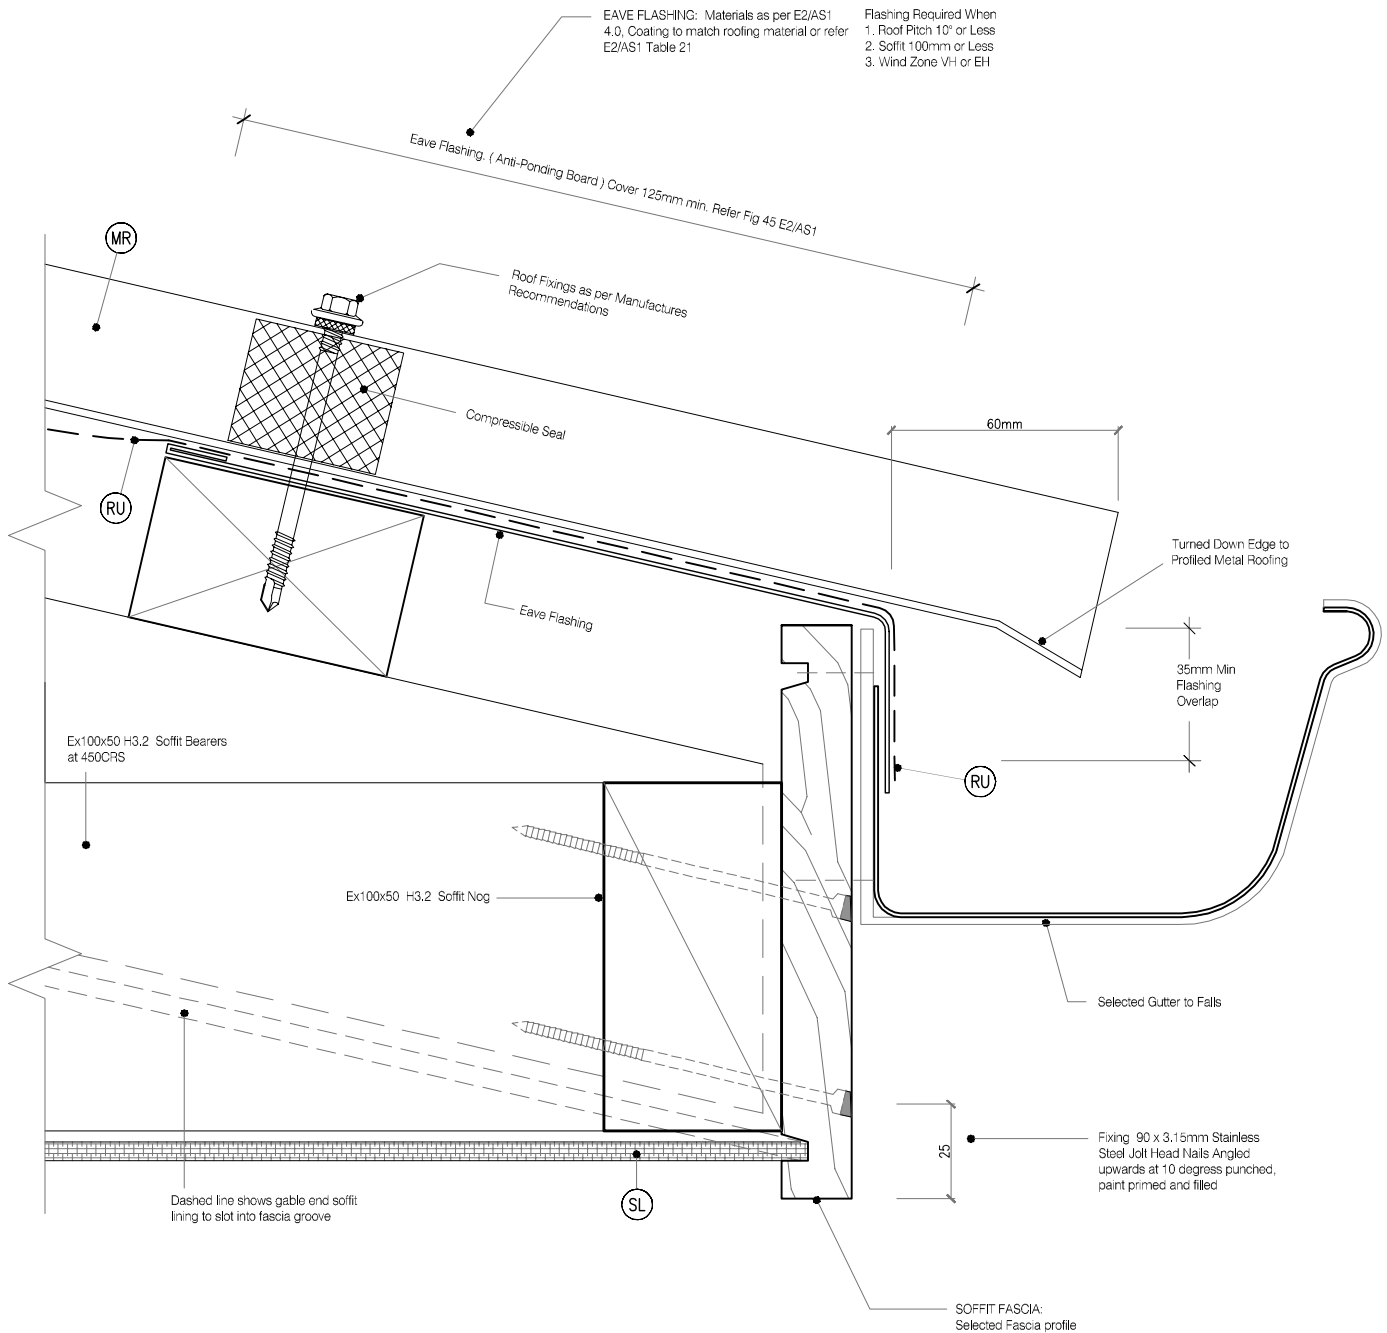 EAVE FLASHING: Materials as per E2/AS1
4.0, Coating to match roofing material or refer
E2/AS1 Table 21
Flashing Required When
1. Roof Pitch 10° or Less
2. Soffit 100mm or Less
3. Wind Zone VH or EH
Eave Flashing. ( Anti-Ponding Board ) Cover 125mm min. Refer Fig 45 E2/AS1
MR
Roof Fixings as per Manufactures
Recommendations
Compressible Seal
60mm
RU
Turned Down Edge to
Profiled Metal Roofing
Eave Flashing
35mm Min
Flashing
Overlap
Ex100x50 H3.2 Soffit Bearers
at 450CRS
RU
Ex100x50 H3.2 Soffit Nog
Selected Gutter to Falls
25
Fixing 90 x 3.15mm Stainless
Steel Jolt Head Nails Angled
upwards at 10 degress punched,
paint primed and filled
Dashed line shows gable end soffit
lining to slot into fascia groove
SL
SOFFIT FASCIA:
Selected Fascia profile